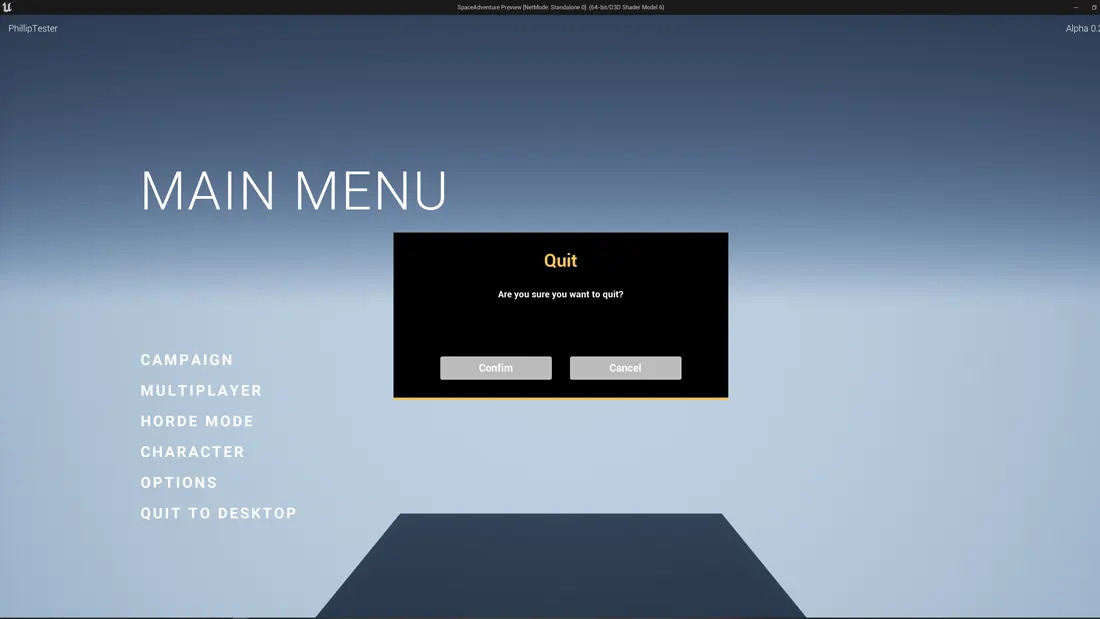 SpaceAdventure Preview [NetMode: Standalone 0] (64-bit/D3D Shader Model 6)
PhillipTester
Alpha 0.2
MAIN MENU
Quit
Are you sure you want to quit?
Confim
Cancel
CAMPAIGN
MULTIPLAYER
HORDE MODE
CHARACTER
OPTIONS
QUIT TO DESKTOP